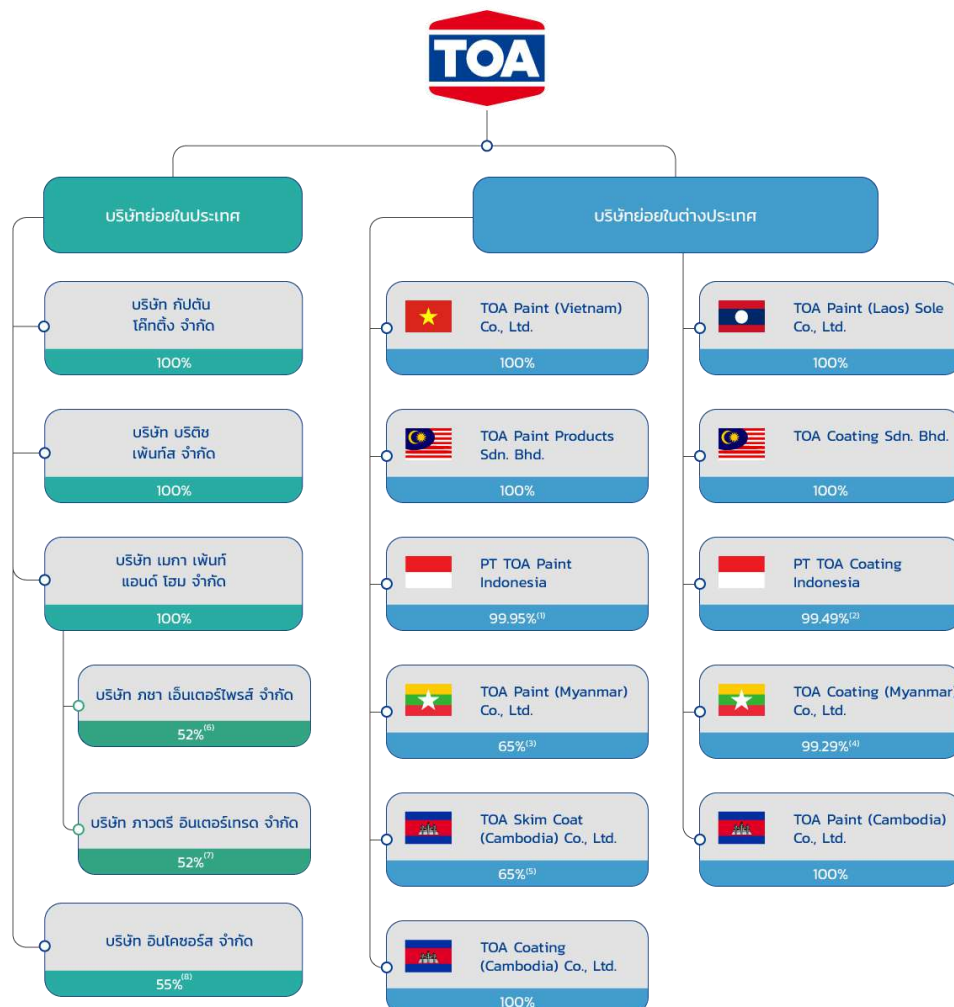 TOA
บริษัทย่อยในประเทศ
บริษัท กัปตัน
โค๊ทติ้ง จำกัด
100%
บริษัท บริติช
เพ้นท์ส จำกัด
100%
บริษัท เมกา เพ้นท์
แอนด์ โฮม จำกัด
100%
บริษัท ภชา เอ็นเตอร์ไพรส์ จำกัด
52%⁽⁶⁾
บริษัท ภาวตรี อินเตอร์เทรด จำกัด
52%⁽⁷⁾
บริษัท อินโคซอร์ส จำกัด
55%⁽⁸⁾
บริษัทย่อยในต่างประเทศ
TOA Paint (Vietnam)
Co., Ltd.
100%
TOA Paint Products
Sdn. Bhd.
100%
PT TOA Paint
Indonesia
99.95%⁽¹⁾
TOA Paint (Myanmar)
Co., Ltd.
65%⁽³⁾
TOA Skim Coat
(Cambodia) Co., Ltd.
65%⁽⁵⁾
TOA Coating
(Cambodia) Co., Ltd.
100%
TOA Paint (Laos) Sole
Co., Ltd.
100%
TOA Coating Sdn. Bhd.
100%
PT TOA Coating
Indonesia
99.49%⁽²⁾
TOA Coating (Myanmar)
Co., Ltd.
99.29%⁽⁴⁾
TOA Paint (Cambodia)
Co., Ltd.
100%